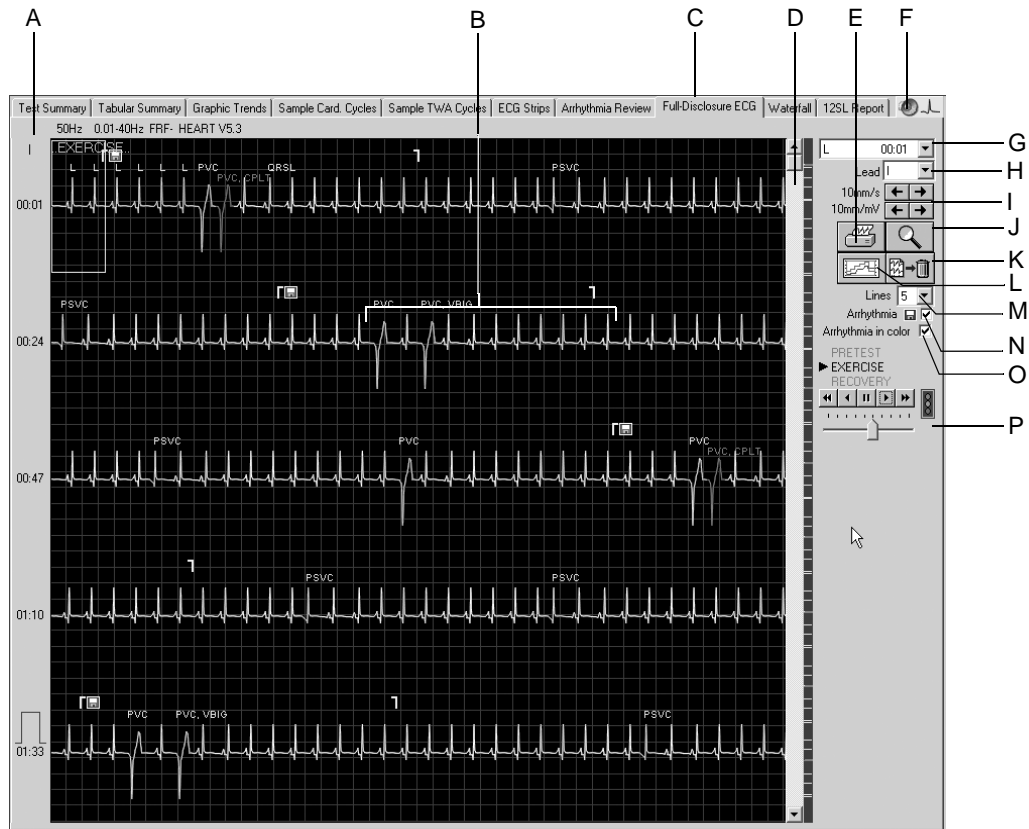 A B C D E F
Test Summary Tabular Summary Graphic Trends Sample Card. Cycles Sample TWA Cycles ECG Strips Arrhythmia Review Full-Disclosure ECG Waterfall 12SL Report
50Hz 0.01-40Hz FRF- HEART V5.3
I
EXERCISE
L L L L L L PVC QRSL PSVC
PVC, CPLT
00:01
PSVC PVC PVC, VBIG
00:24
PSVC PVC PVC
PVC, CPLT
00:47
PSVC PSVC
01:10
PVC PVC, VBIG PSVC
01:33
L 00:01 G
Lead I H
10mm/s I
10mm/mV
J
K
L
Lines 5 M
Arrhythmia N
Arrhythmia in color O
PRETEST
EXERCISE
RECOVERY
P